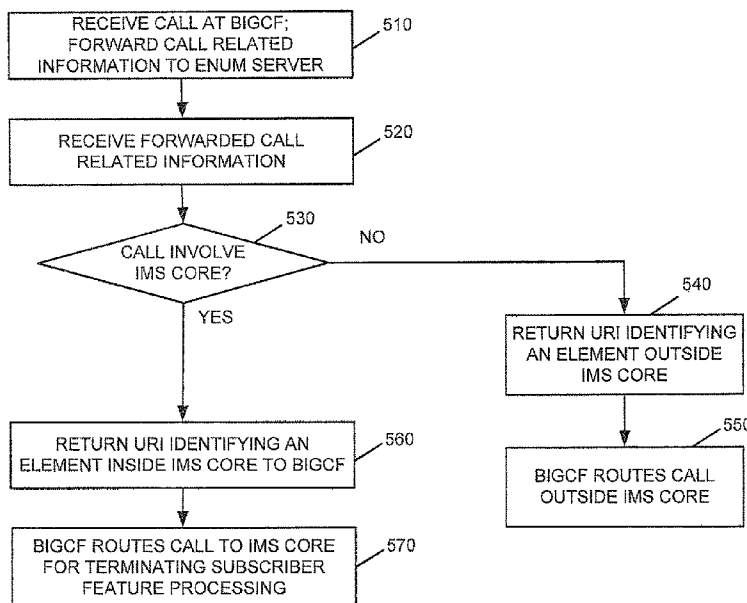 RECEIVE CALL AT BIGCF;
FORWARD CALL RELATED
INFORMATION TO ENUM SERVER
510
RECEIVE FORWARDED CALL
RELATED INFORMATION
520
530
CALL INVOLVE
IMS CORE?
NO
YES
540
RETURN URI IDENTIFYING
AN ELEMENT OUTSIDE
IMS CORE
550
BIGCF ROUTES CALL
OUTSIDE IMS CORE
RETURN URI IDENTIFYING AN
ELEMENT INSIDE IMS CORE TO BIGCF
560
BIGCF ROUTES CALL TO IMS CORE
FOR TERMINATING SUBSCRIBER
FEATURE PROCESSING
570